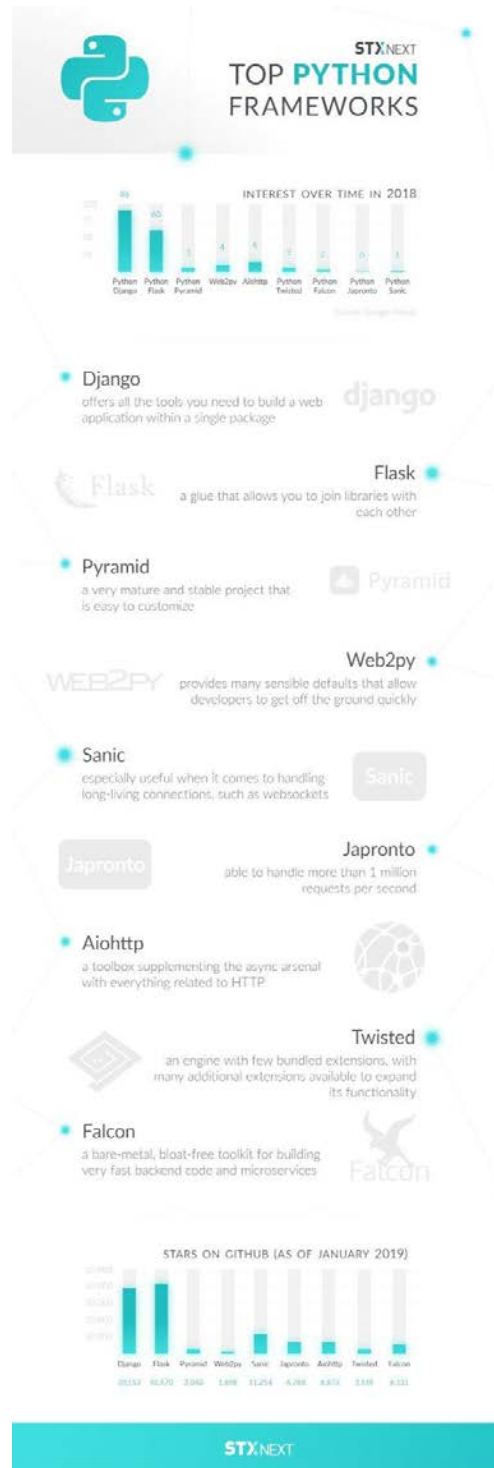 STXNEXT
TOP PYTHON
FRAMEWORKS
INTEREST OVER TIME IN 2018
65
4
4
Python Django
Python Flask
Python Pyramid
Web2py
Aiohttp
Python Twisted
Python Falcon
Python Japronto
Python Sanic
Django
offers all the tools you need to build a web
application within a single package
django
Flask
Flask
a glue that allows you to join libraries with
each other
Pyramid
a very mature and stable project that
is easy to customize
Pyramid
Web2py
WEB2PY
provides many sensible defaults that allow
developers to get off the ground quickly
Sanic
especially useful when it comes to handling
long-living connections, such as websockets
Sanic
Japronto
Japronto
able to handle more than 1 million
requests per second
Aiohttp
a toolbox supplementing the async arsenal
with everything related to HTTP
Twisted
an engine with few bundled extensions, with
many additional extensions available to expand
its functionality
Falcon
a bare-metal, bloat-free toolkit for building
very fast backend code and microservices
Falcon
STARS ON GITHUB (AS OF JANUARY 2019)
Django
Flask
Pyramid
Web2py
Sanic
Japronto
Aiohttp
Twisted
Falcon
STXNEXT